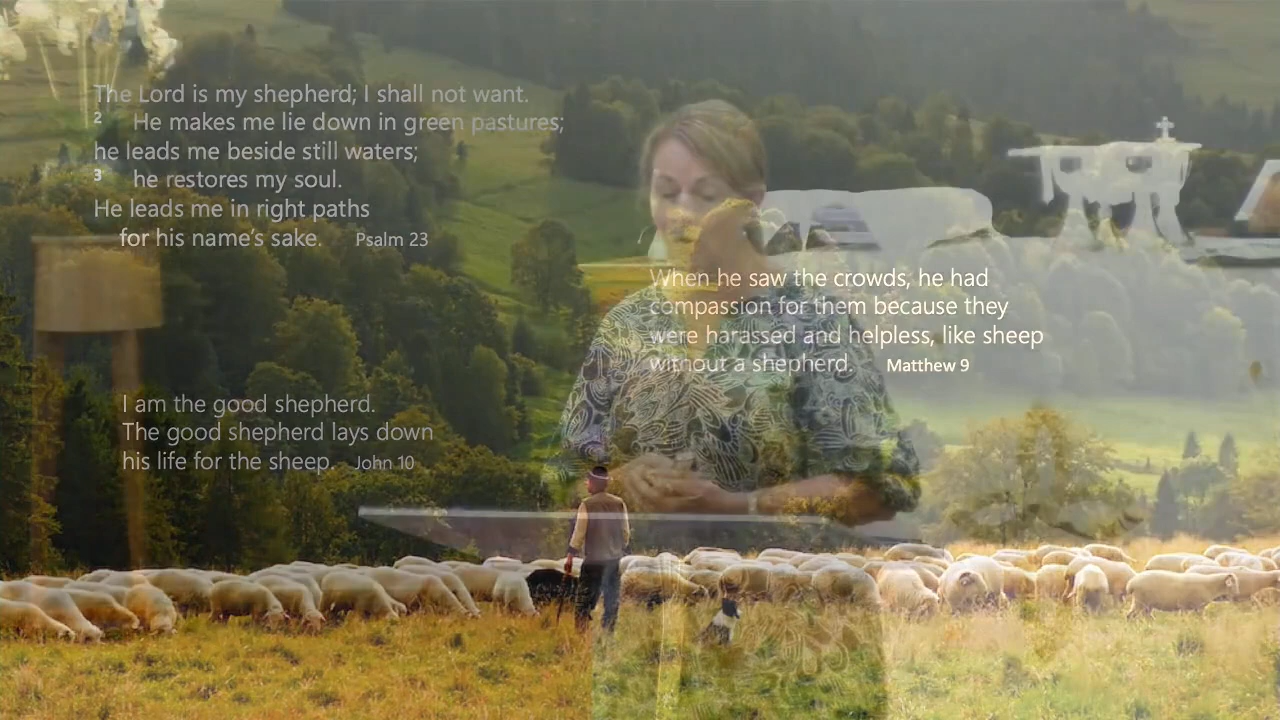 The Lord is my shepherd; I shall not want.
2 He makes me lie down in green pastures;
he leads me beside still waters;
3 he restores my soul.
He leads me in right paths
for his name's sake. Psalm 23
When he saw the crowds, he had
compassion for them because they
were harassed and helpless, like sheep
without a shepherd. Matthew 9
I am the good shepherd.
The good shepherd lays down
his life for the sheep. John 10